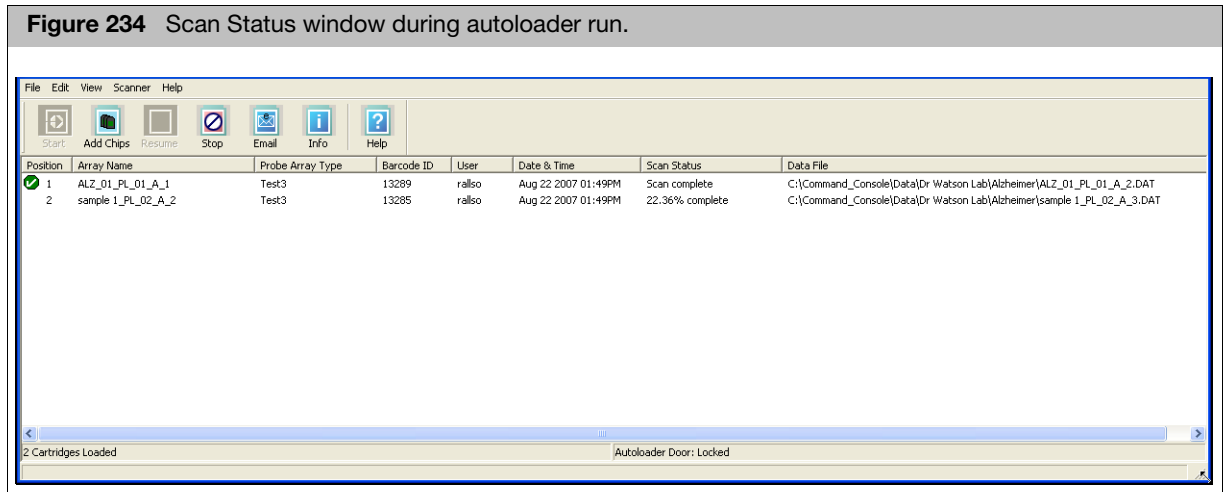 Figure 234 Scan Status window during autoloader run.
File Edit View Scanner Help
Start Add Chips Resume Stop Email Info Help
Position Array Name Probe Array Type Barcode ID User Date & Time Scan Status Data File
1 ALZ_01_PL_01_A_1 Test3 13289 rallso Aug 22 2007 01:49PM Scan complete C:\Command_Console\Data\Dr Watson Lab\Alzheimer\ALZ_01_PL_01_A_2.DAT
2 sample 1_PL_02_A_2 Test3 13285 rallso Aug 22 2007 01:49PM 22.36% complete C:\Command_Console\Data\Dr Watson Lab\Alzheimer\sample 1_PL_02_A_3.DAT
2 Cartridges Loaded Autoloader Door: Locked